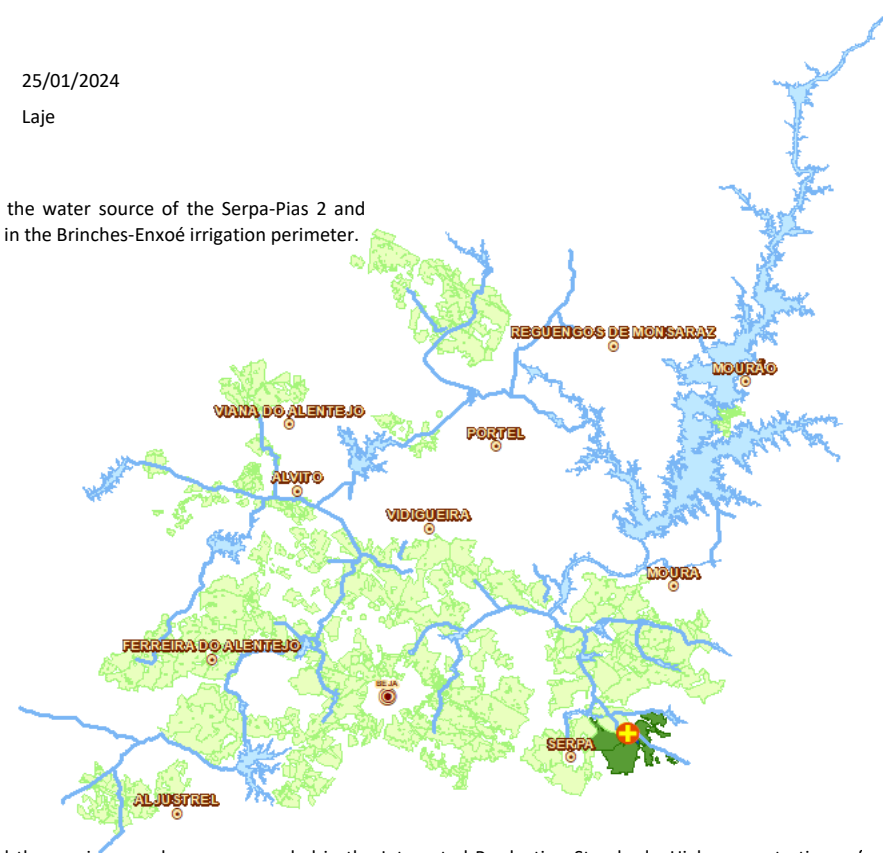 25/01/2024
Laje
the water source of the Serpa-Pias 2 and
in the Brinches-Enxoé irrigation perimeter.
REGUENGOS DE MONSARAZ
MOURÃO
VIANA DO ALENTEJO
PORTEL
ALVITO
VIDIGUEIRA
MOURA
FERREIRA DO ALENTEJO
BEJA
SERPA
ALJUSTREL